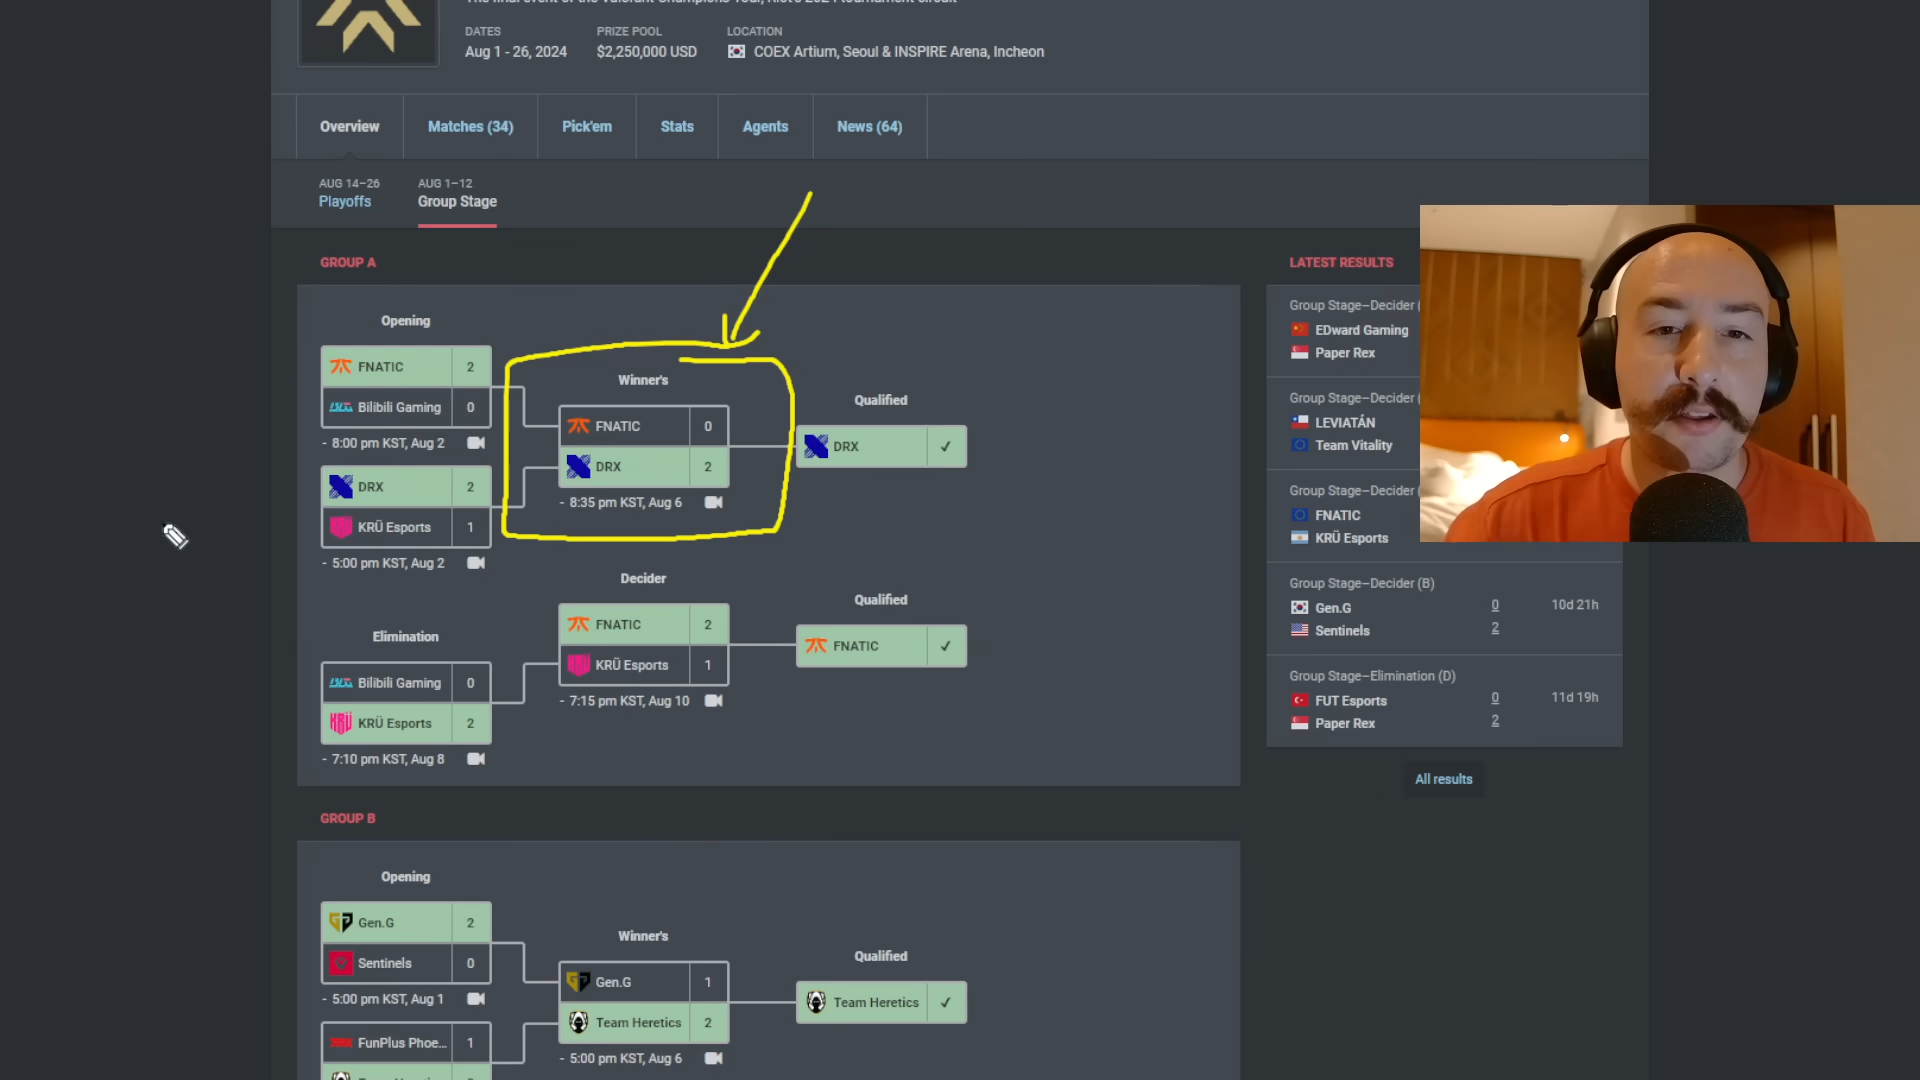 DATES
Aug 1 - 26, 2024
PRIZE POOL
$2,250,000 USD
LOCATION
COEX Artium, Seoul & INSPIRE Arena, Incheon
Overview
Matches (34)
Pick'em
Stats
Agents
News (64)
AUG 14–26
Playoffs
AUG 1–12
Group Stage
GROUP A
Opening
FNATIC 2
Bilibili Gaming 0
- 8:00 pm KST, Aug 2
DRX 2
KRÜ Esports 1
- 5:00 pm KST, Aug 2
Winner's
FNATIC 0
DRX 2
- 8:35 pm KST, Aug 6
Qualified
DRX ✓
Elimination
Bilibili Gaming 0
KRÜ Esports 2
- 7:10 pm KST, Aug 8
Decider
FNATIC 2
KRÜ Esports 1
- 7:15 pm KST, Aug 10
Qualified
FNATIC ✓
GROUP B
Opening
Gen.G 2
Sentinels 0
- 5:00 pm KST, Aug 1
FunPlus Phoe... 1
Winner's
Gen.G 1
Team Heretics 2
- 5:00 pm KST, Aug 6
Qualified
Team Heretics ✓
LATEST RESULTS
Group Stage–Decider (
EDward Gaming
Paper Rex
Group Stage–Decider (
LEVIATÁN
Team Vitality
Group Stage–Decider (
FNATIC
KRÜ Esports
Group Stage–Decider (B)
Gen.G 0
Sentinels 2
10d 21h
Group Stage–Elimination (D)
FUT Esports 0
Paper Rex 2
11d 19h
All results